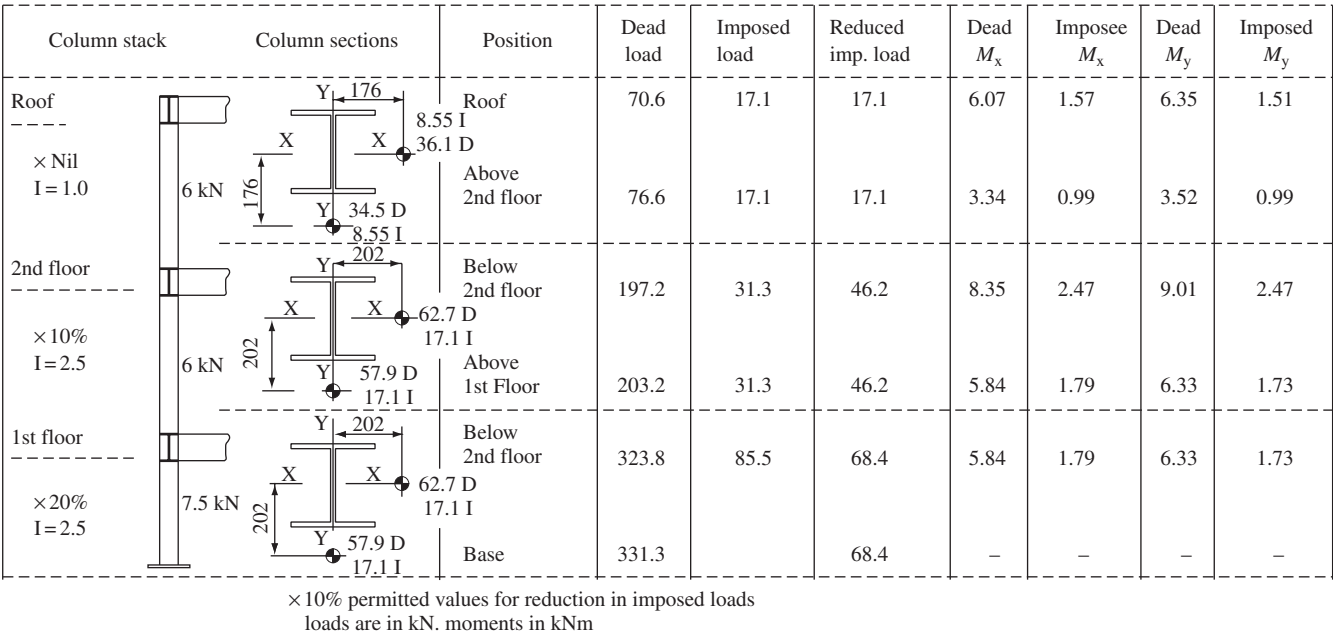 Column stack Column sections Position Dead load Imposed load Reduced imp. load Dead Mx Imposee Mx Dead My Imposed My
Roof
× Nil
I = 1.0
6 kN
Y 176
8.55 I
X X 36.1 D
176
Y 34.5 D
8.55 I
Roof 70.6 17.1 17.1 6.07 1.57 6.35 1.51
Above
2nd floor 76.6 17.1 17.1 3.34 0.99 3.52 0.99
2nd floor
×10%
I = 2.5
6 kN
Y 202
X X 62.7 D
17.1 I
202
Y 57.9 D
17.1 I
Below
2nd floor 197.2 31.3 46.2 8.35 2.47 9.01 2.47
Above
1st Floor 203.2 31.3 46.2 5.84 1.79 6.33 1.73
1st floor
×20%
I = 2.5
7.5 kN
Y 202
X X 62.7 D
17.1 I
202
Y 57.9 D
17.1 I
Below
2nd floor 323.8 85.5 68.4 5.84 1.79 6.33 1.73
Base 331.3 68.4 – – – –
×10% permitted values for reduction in imposed loads
loads are in kN. moments in kNm